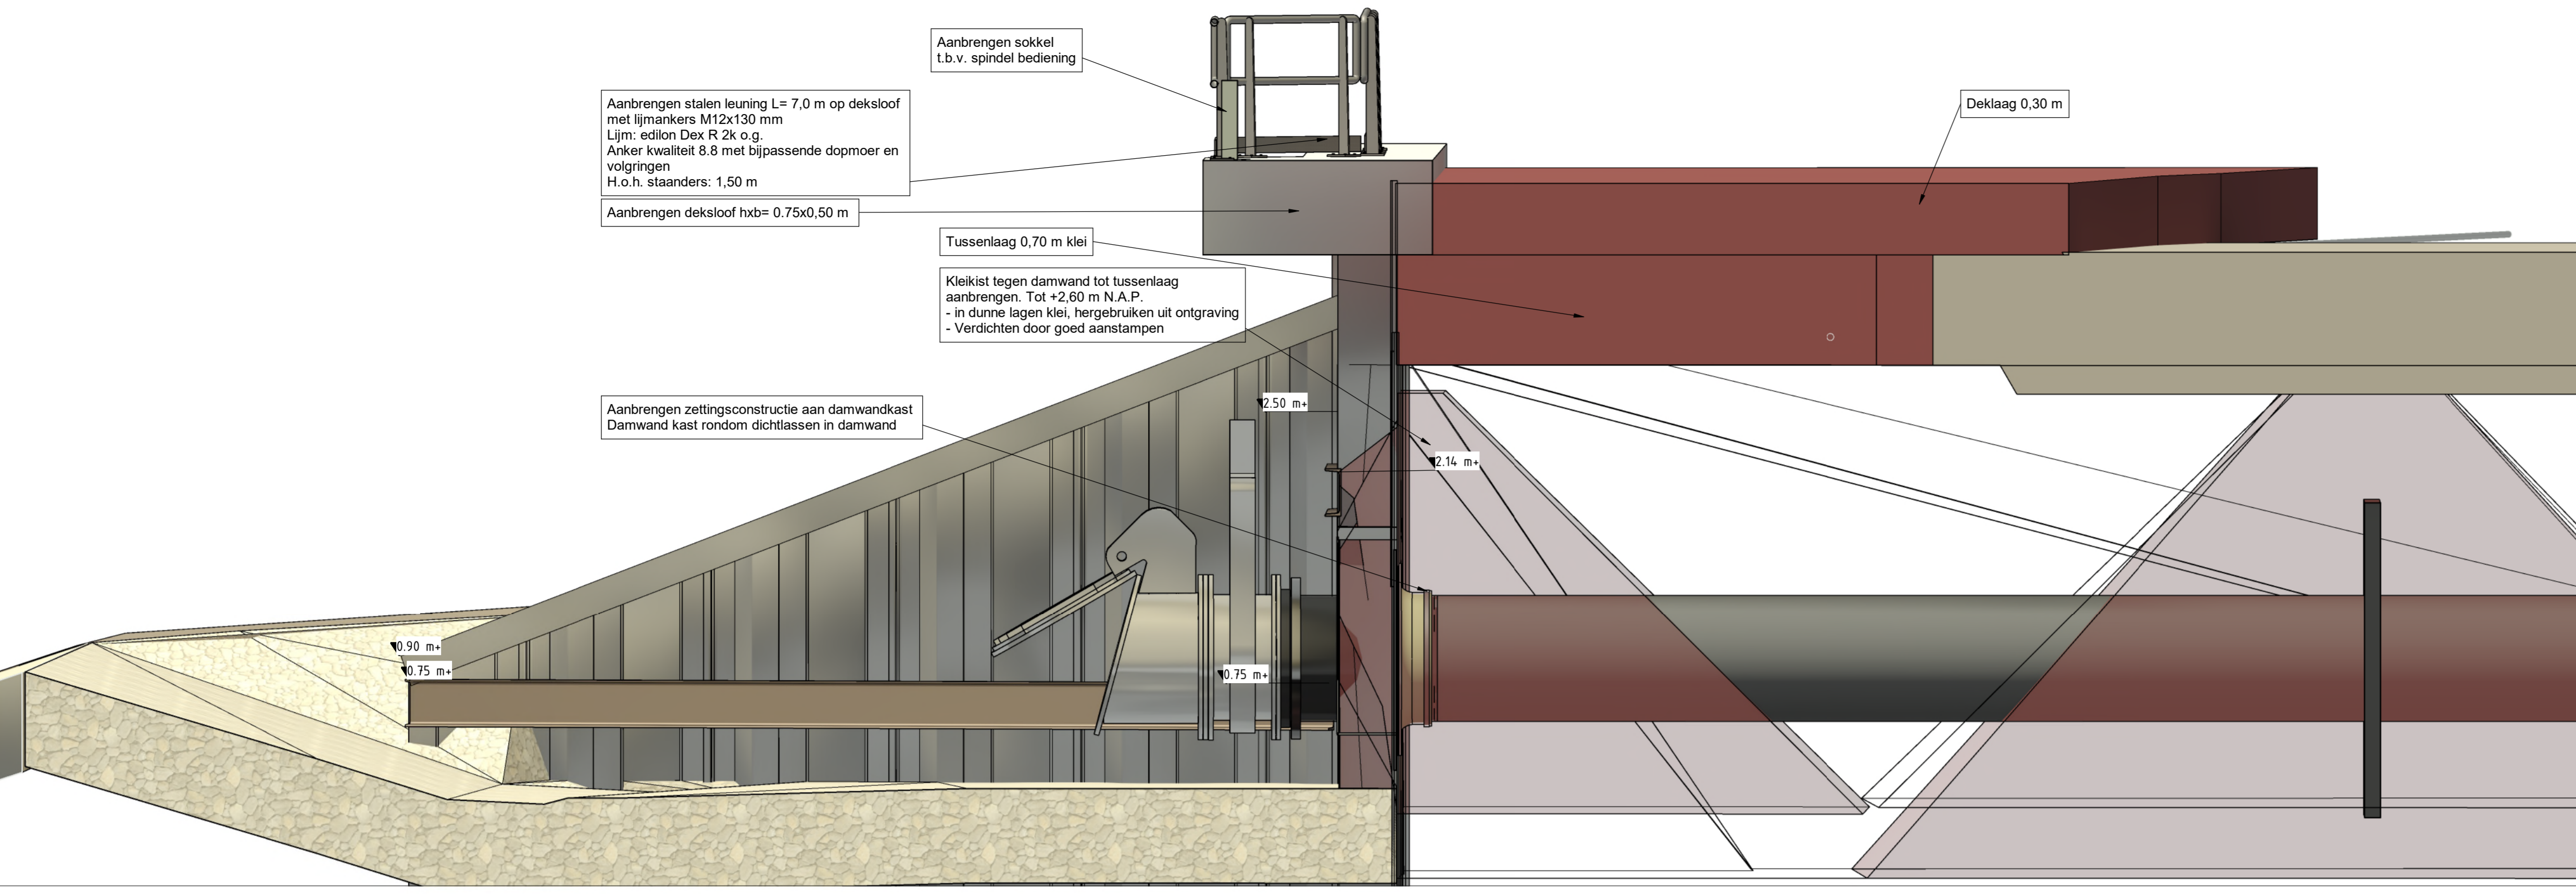 Aanbrengen sokkel
t.b.v. spindel bediening
Aanbrengen stalen leuning L= 7,0 m op deksloof
met lijmankers M12x130 mm
Lijm: edilon Dex R 2k o.g.
Anker kwaliteit 8.8 met bijpassende dopmoer en
volgringen
H.o.h. staanders: 1,50 m
Deklaag 0,30 m
Aanbrengen deksloof hxb= 0.75x0,50 m
Tussenlaag 0,70 m klei
Kleikist tegen damwand tot tussenlaag
aanbrengen. Tot +2,60 m N.A.P.
- in dunne lagen klei, hergebruiken uit ontgraving
- Verdichten door goed aanstampen
2.50 m+
Aanbrengen zettingsconstructie aan damwandkast
Damwand kast rondom dichtlassen in damwand
2.14 m+
0.90 m+
0.75 m+
0.75 m+